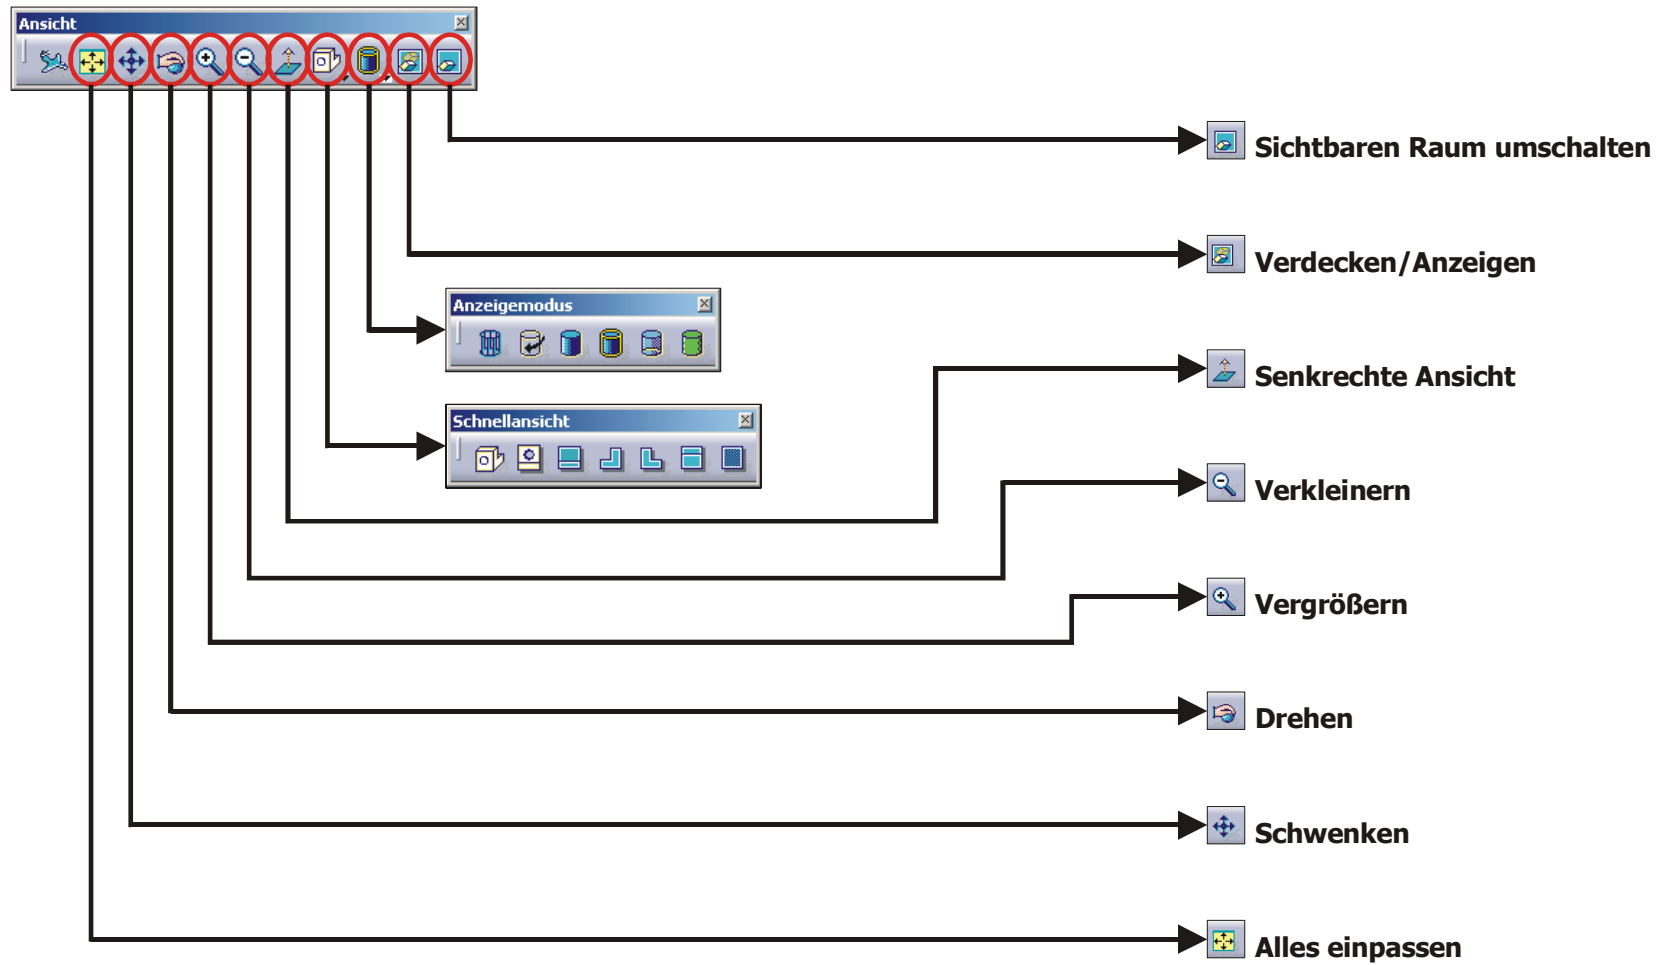 Ansicht
Sichtbaren Raum umschalten
Verdecken/Anzeigen
Anzeigemodus
Senkrechte Ansicht
Schnellansicht
Verkleinern
Vergrößern
Drehen
Schwenken
Alles einpassen